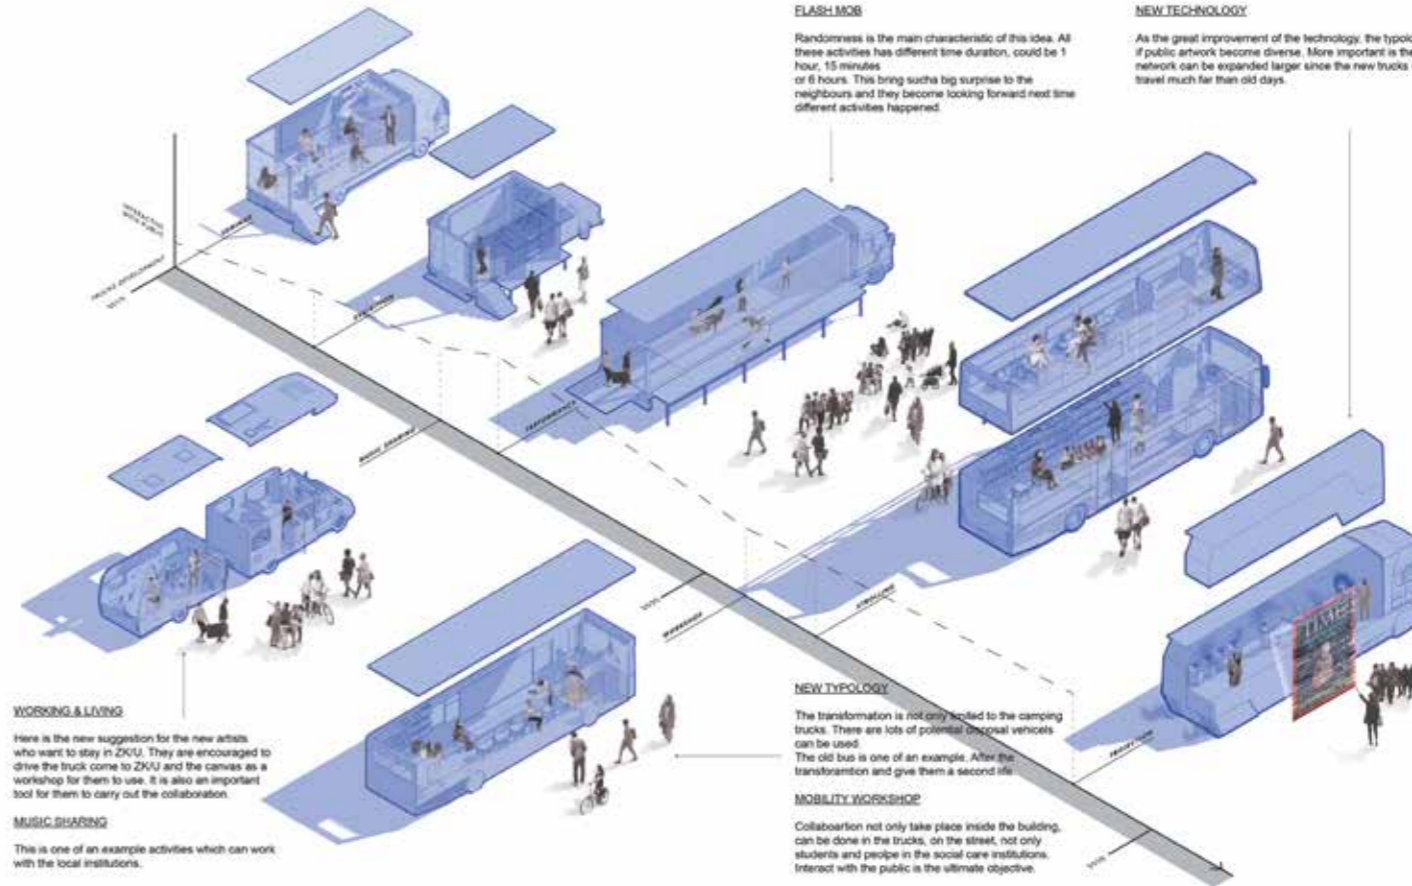 FLASH MOB
Randomness is the main characteristic of this idea. All
these activities has different time duration, could be 1
hour, 15 minutes
or 6 hours. This bring sucha big surprise to the
neighbours and they become looking forward next time
different activities happened.
NEW TECHNOLOGY
As the great improvement of the technology, the typolo
if public artwork become diverse. More important is the
network can be expanded larger since the new trucks
travel much far than old days.
INTERACTION
WITH PUBLIC
TRUCKS DEVELOPMENT
PERFORMANCE
MUSIC SHARING
WORKSHOP
STROLLING
WORKING & LIVING
Here is the new suggestion for the new artists
who want to stay in ZK/U. They are encouraged to
drive the truck come to ZK/U and the canvas as a
workshop for them to use. It is also an important
tool for them to carry out the collaboration.
MUSIC SHARING
This is one of an example activities which can work
with the local institutions.
NEW TYPOLOGY
The transformation is not only limited to the camping
trucks. There are lots of potential disposal vehicels
can be used.
The old bus is one of an example. After the
transforamtion and give them a second life
MOBILITY WORKSHOP
Collaboartion not only take place inside the building,
can be done in the trucks, on the street, not only
students and peolpe in the social care institutions.
Interact with the public is the ultimate objective.